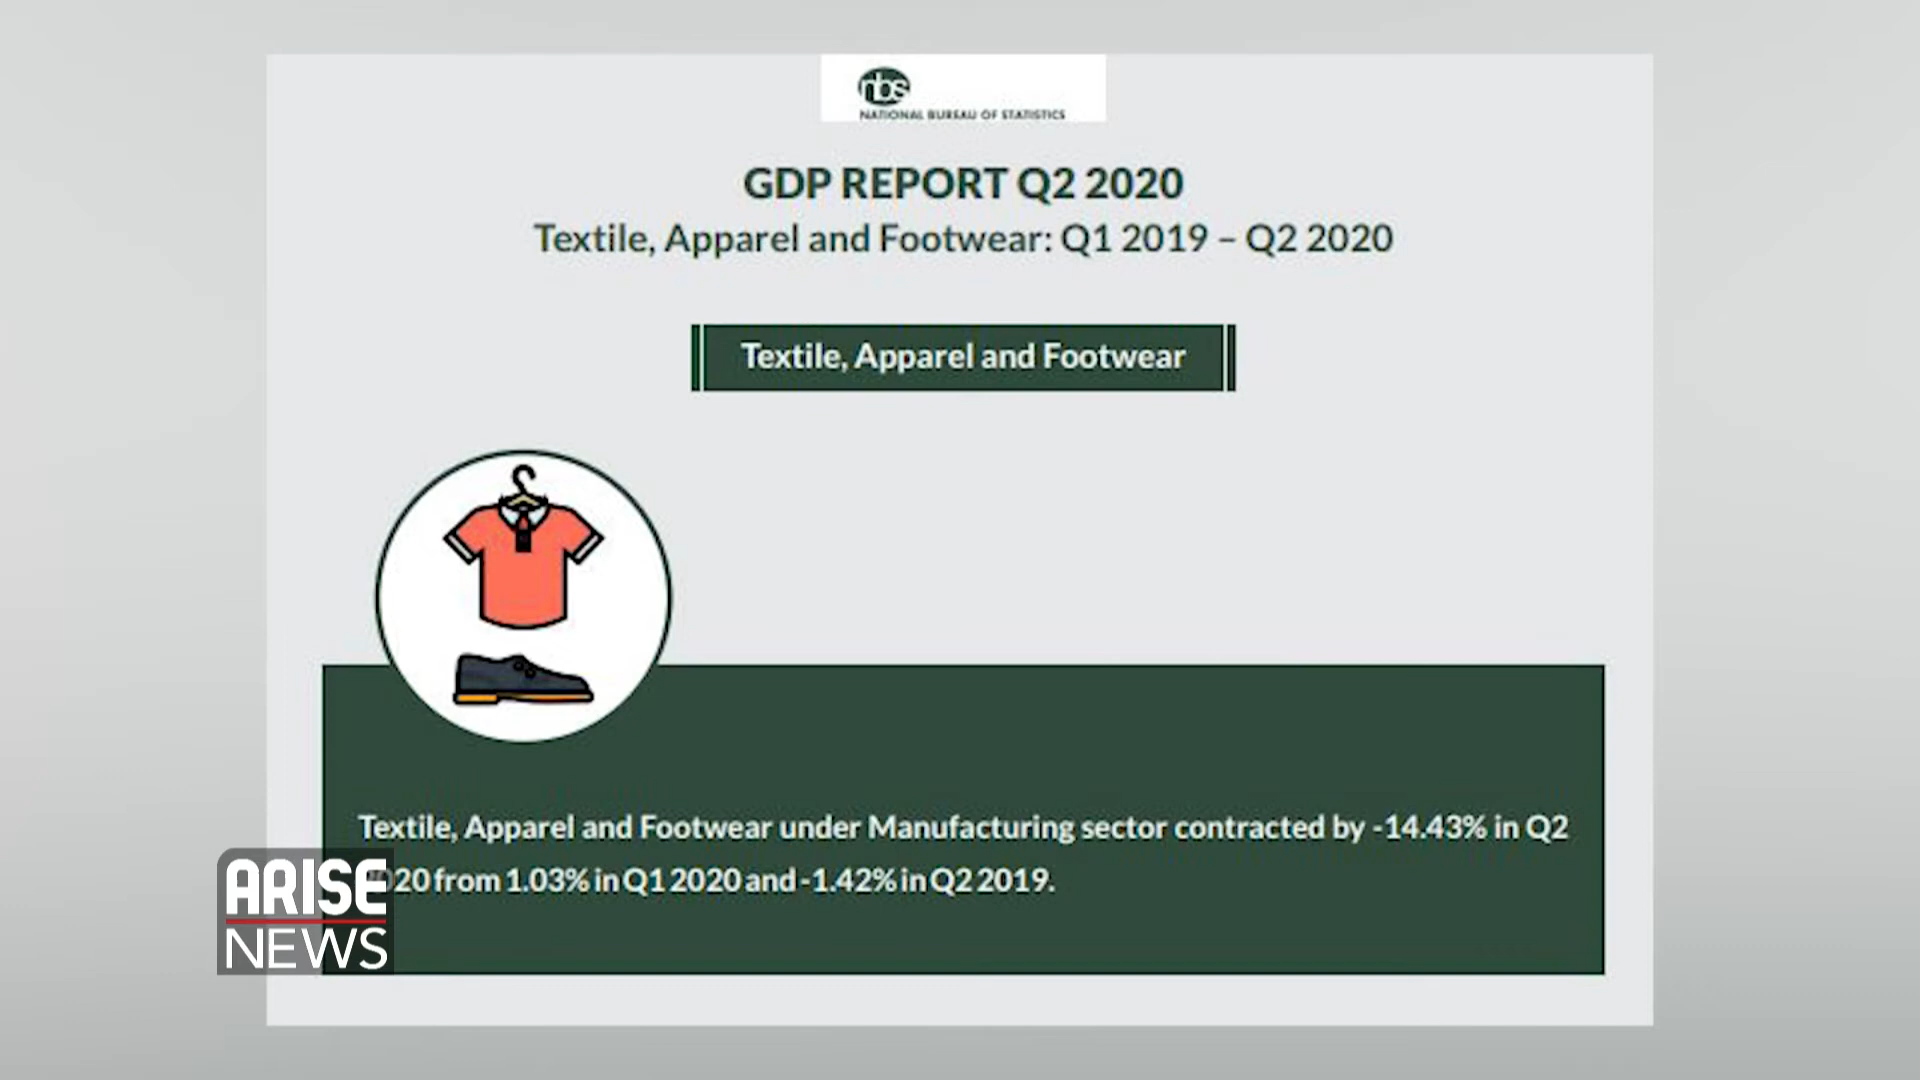 nbs
NATIONAL BUREAU OF STATISTICS
GDP REPORT Q2 2020
Textile, Apparel and Footwear: Q1 2019 – Q2 2020
Textile, Apparel and Footwear
Textile, Apparel and Footwear under Manufacturing sector contracted by -14.43% in Q2
2020 from 1.03% in Q1 2020 and -1.42% in Q2 2019.
ARISE
NEWS